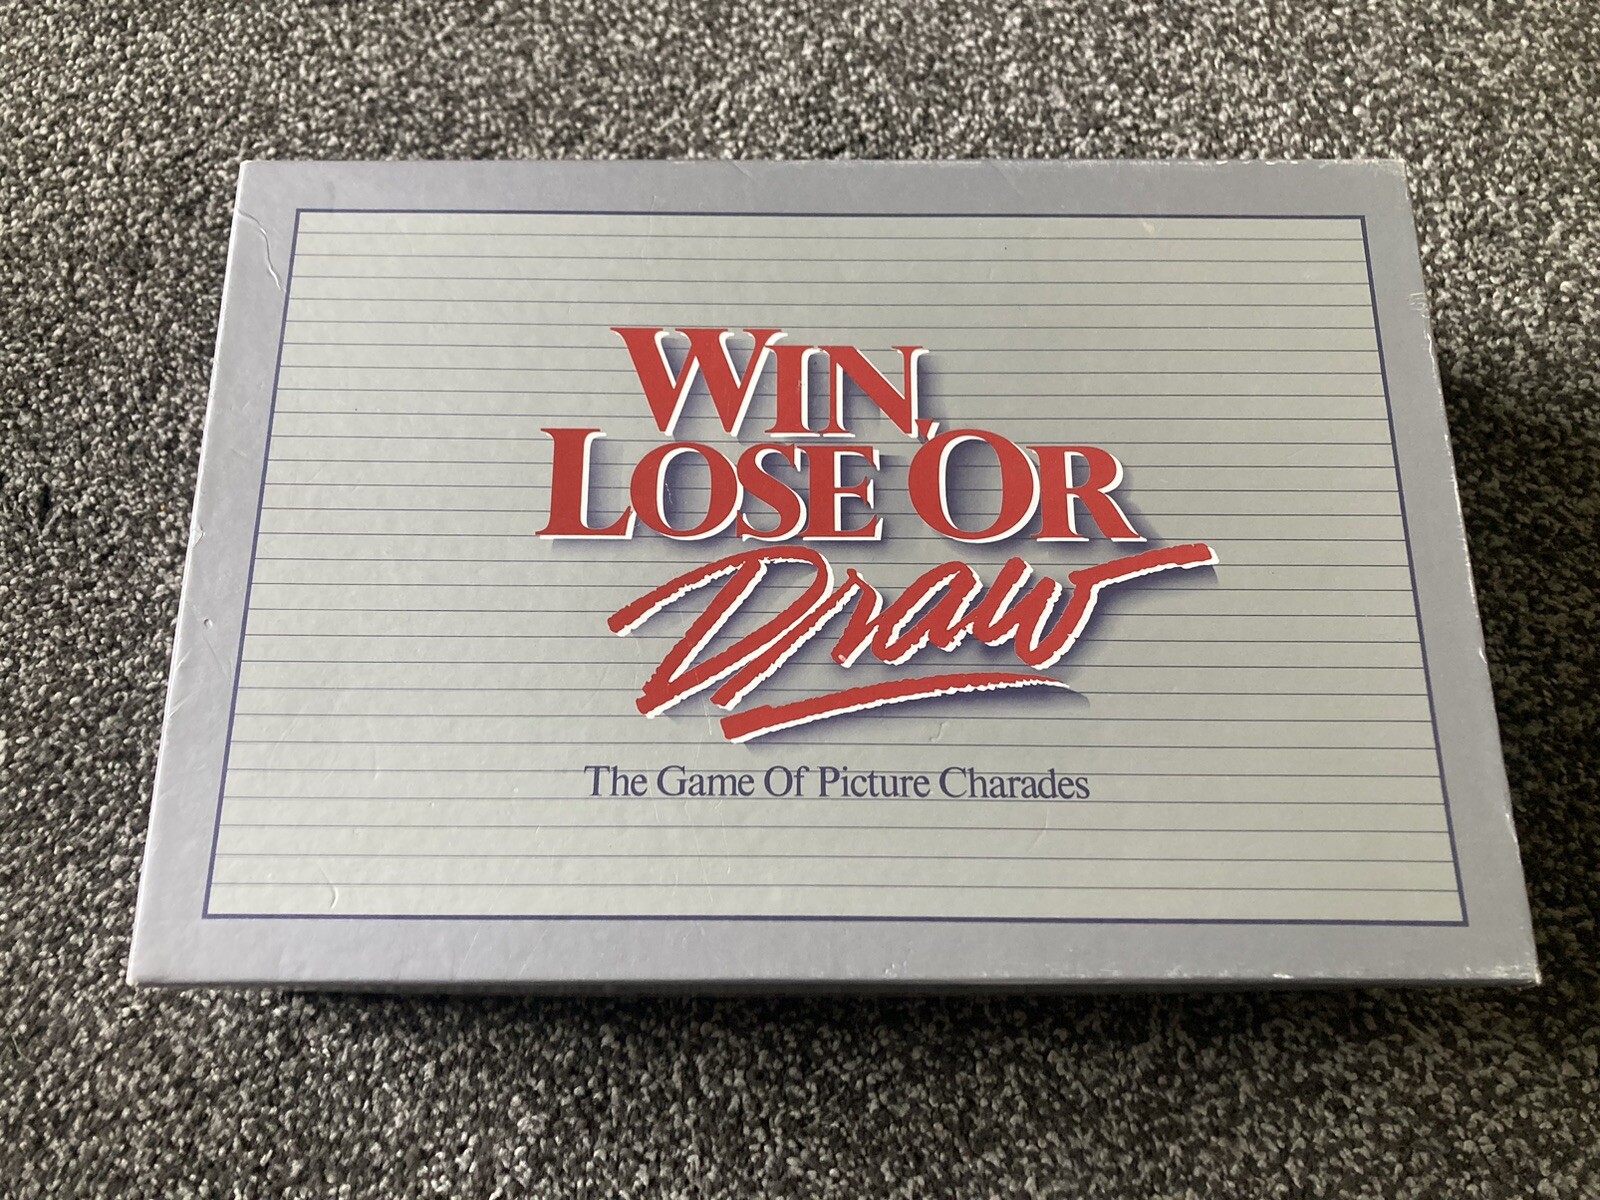 WIN,
LOSE OR
Draw
The Game Of Picture Charades